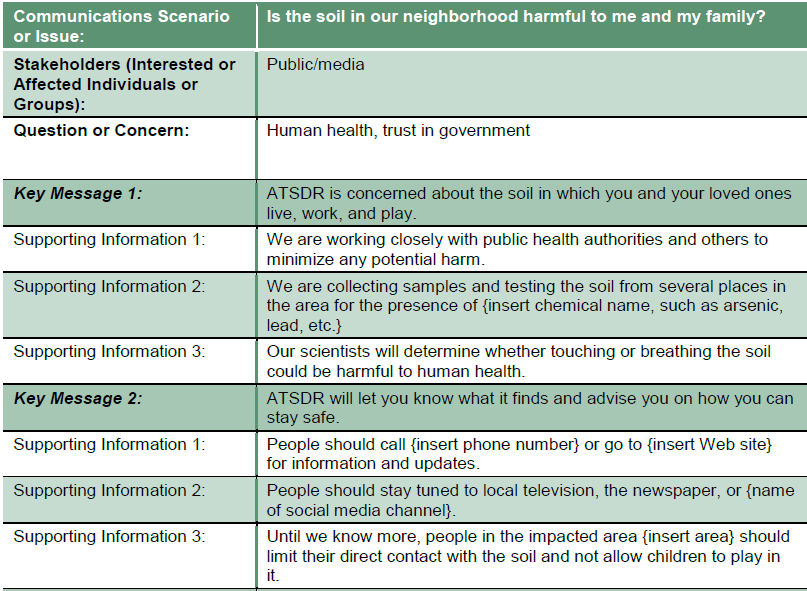 Communications Scenario
or Issue:
Is the soil in our neighborhood harmful to me and my family?
Stakeholders (Interested or
Affected Individuals or
Groups):
Public/media
Question or Concern:
Human health, trust in government
Key Message 1:
ATSDR is concerned about the soil in which you and your loved ones
live, work, and play.
Supporting Information 1:
We are working closely with public health authorities and others to
minimize any potential harm.
Supporting Information 2:
We are collecting samples and testing the soil from several places in
the area for the presence of {insert chemical name, such as arsenic,
lead, etc.}
Supporting Information 3:
Our scientists will determine whether touching or breathing the soil
could be harmful to human health.
Key Message 2:
ATSDR will let you know what it finds and advise you on how you can
stay safe.
Supporting Information 1:
People should call {insert phone number} or go to {insert Web site}
for information and updates.
Supporting Information 2:
People should stay tuned to local television, the newspaper, or {name
of social media channel}.
Supporting Information 3:
Until we know more, people in the impacted area {insert area} should
limit their direct contact with the soil and not allow children to play in
it.